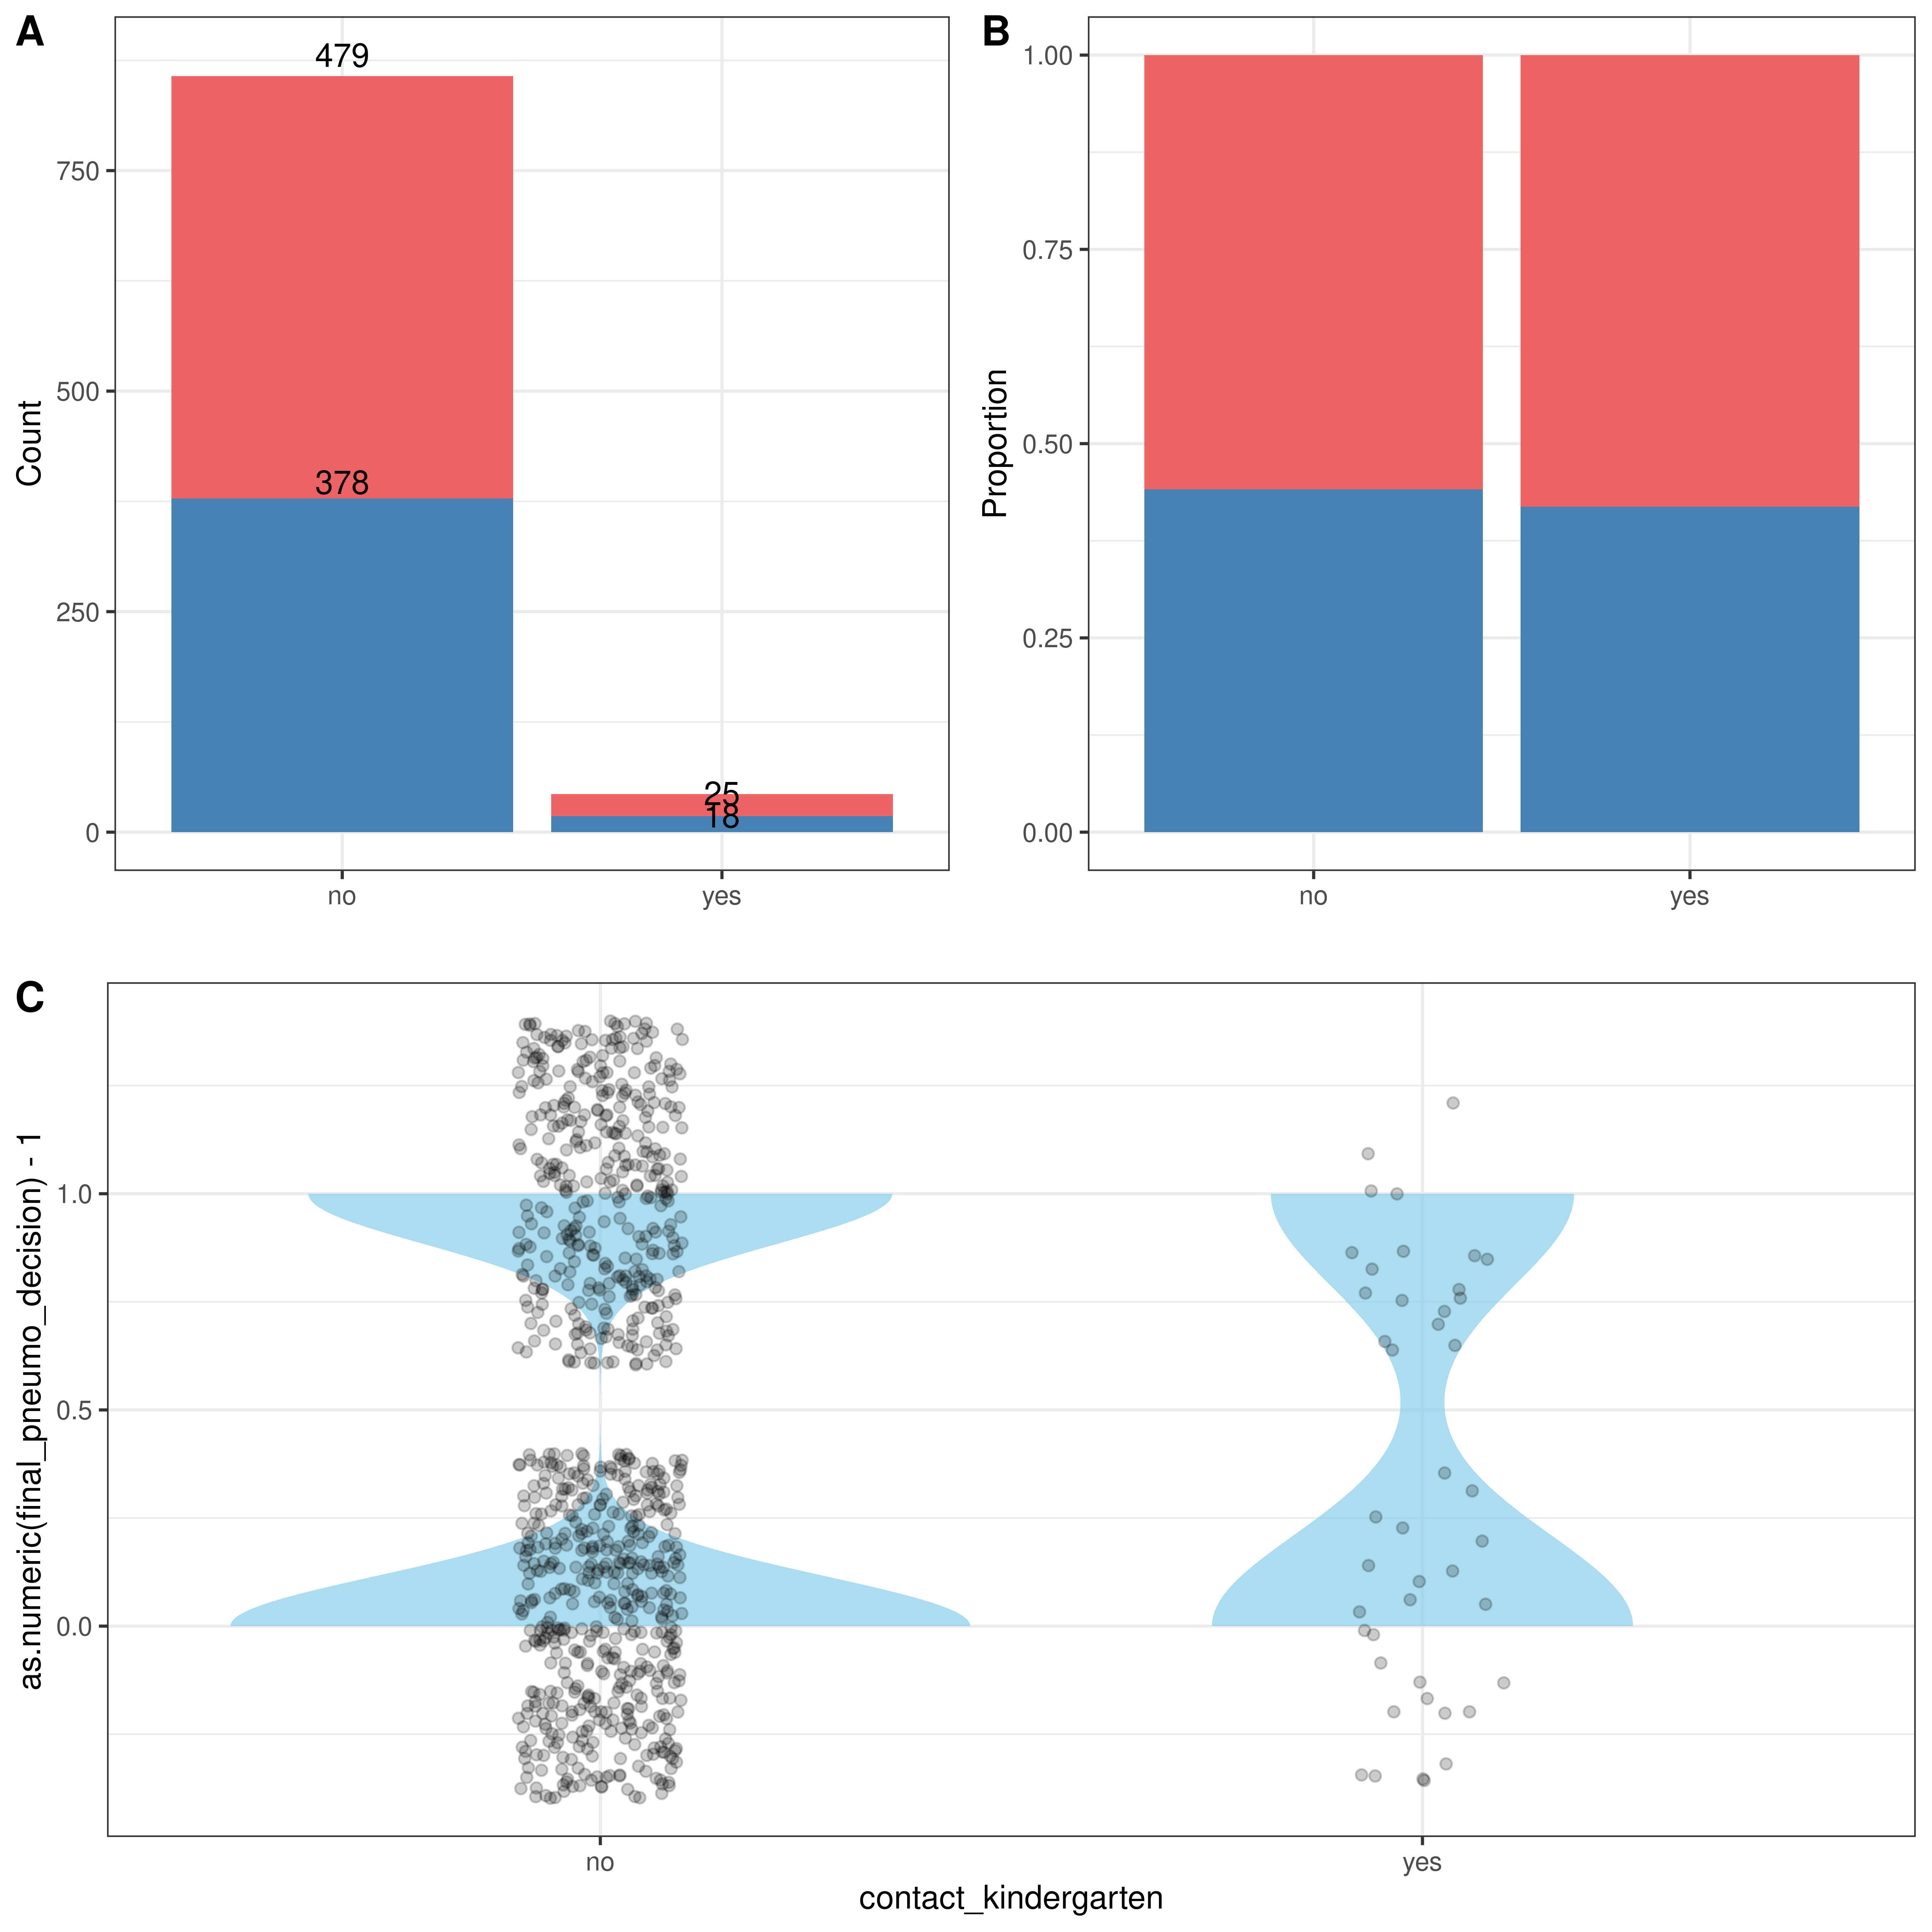 A
Count
750
500
250
0
479
378
25
18
no
yes
B
Proportion
1.00
0.75
0.50
0.25
0.00
no
yes
C
as.numeric(final_pneumo_decision) - 1
1.0
0.5
0.0
no
yes
contact_kindergarten